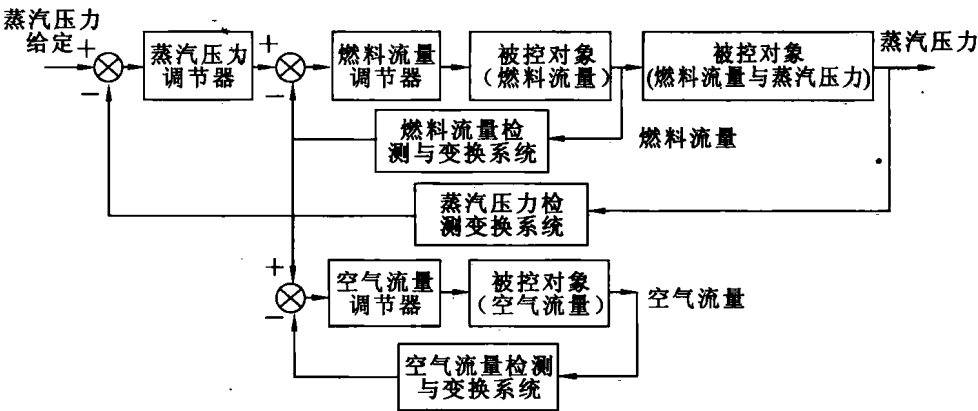 蒸汽压力
给定
+
−
蒸汽压力
调节器
+
−
燃料流量
调节器
被控对象
(燃料流量)
被控对象
(燃料流量与蒸汽压力)
蒸汽压力
燃料流量检
测与变换系统
燃料流量
蒸汽压力检
测变换系统
+
−
空气流量
调节器
被控对象
(空气流量)
空气流量
空气流量检测
与变换系统